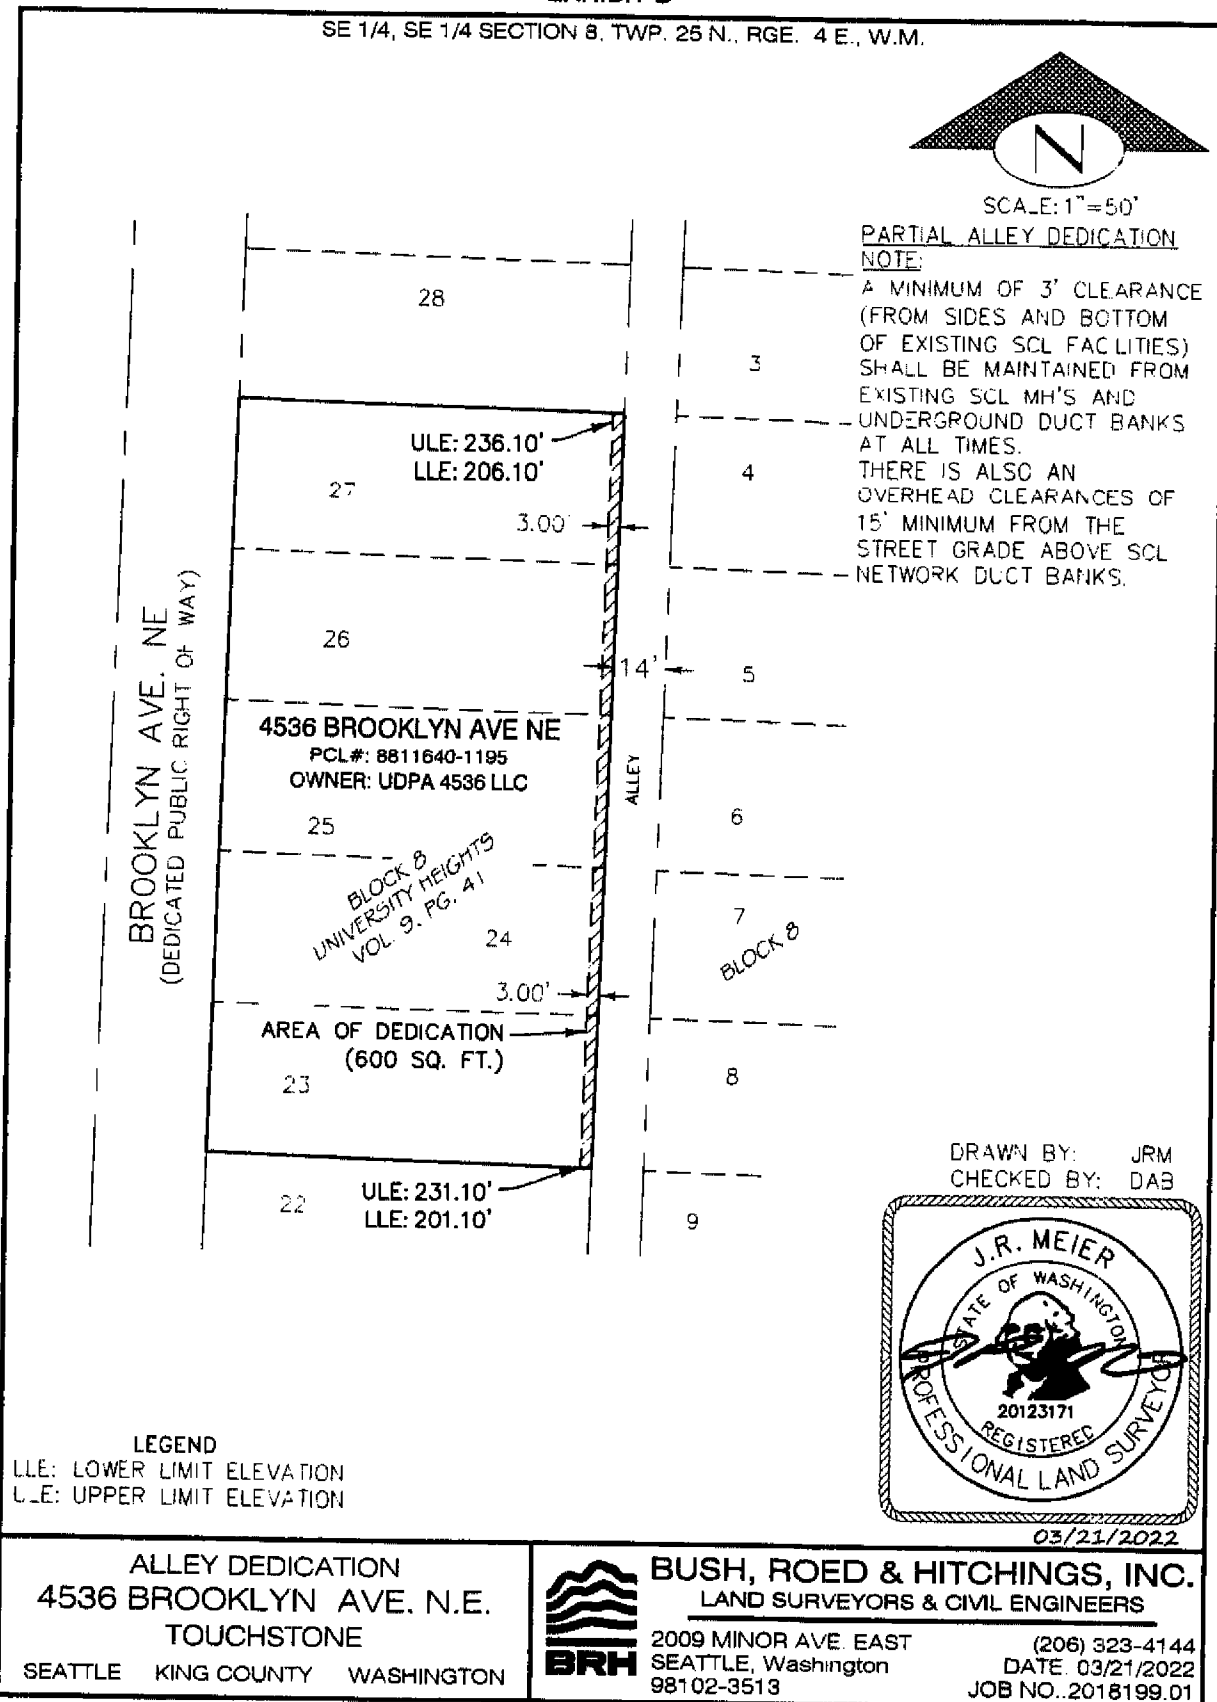 SE 1/4, SE 1/4 SECTION 8, TWP. 25 N., RGE. 4 E., W.M.
N
SCALE: 1"=50'
PARTIAL ALLEY DEDICATION
NOTE:
A MINIMUM OF 3' CLEARANCE
(FROM SIDES AND BOTTOM
OF EXISTING SCL FACILITIES)
SHALL BE MAINTAINED FROM
EXISTING SCL MH'S AND
UNDERGROUND DUCT BANKS
AT ALL TIMES.
THERE IS ALSO AN
OVERHEAD CLEARANCES OF
15' MINIMUM FROM THE
STREET GRADE ABOVE SCL
NETWORK DUCT BANKS.
28
3
ULE: 236.10'
LLE: 206.10'
27
4
3.00'
26
14'
5
BROOKLYN AVE. NE
(DEDICATED PUBLIC RIGHT OF WAY)
4536 BROOKLYN AVE NE
PCL#: 8811640-1195
OWNER: UDPA 4536 LLC
ALLEY
25
6
BLOCK 8
UNIVERSITY HEIGHTS
VOL. 9, PG. 41
24
7
BLOCK 8
3.00'
AREA OF DEDICATION
(600 SQ. FT.)
23
8
22
ULE: 231.10'
LLE: 201.10'
9
DRAWN BY: JRM
CHECKED BY: DAB
J.R. MEIER
STATE OF WASHINGTON
20123171
REGISTERED
PROFESSIONAL LAND SURVEYOR
03/21/2022
LEGEND
LLE: LOWER LIMIT ELEVATION
ULE: UPPER LIMIT ELEVATION
ALLEY DEDICATION
4536 BROOKLYN AVE. N.E.
TOUCHSTONE
SEATTLE KING COUNTY WASHINGTON
BRH
BUSH, ROED & HITCHINGS, INC.
LAND SURVEYORS & CIVIL ENGINEERS
2009 MINOR AVE. EAST
SEATTLE, Washington
98102-3513
(206) 323-4144
DATE. 03/21/2022
JOB NO..2018199.01